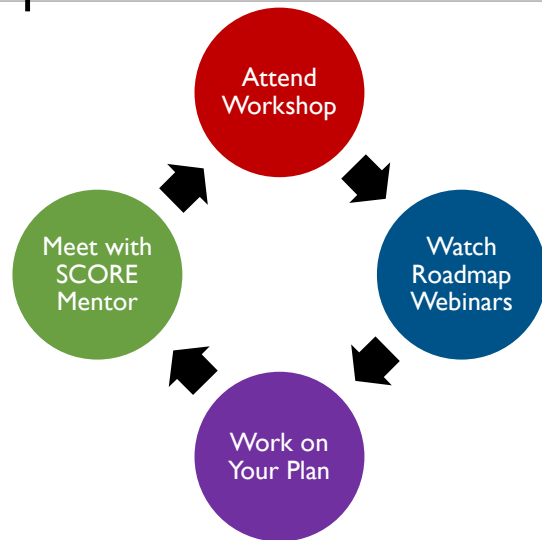 Attend
Workshop
Meet with
SCORE
Mentor
Watch
Roadmap
Webinars
Work on
Your Plan